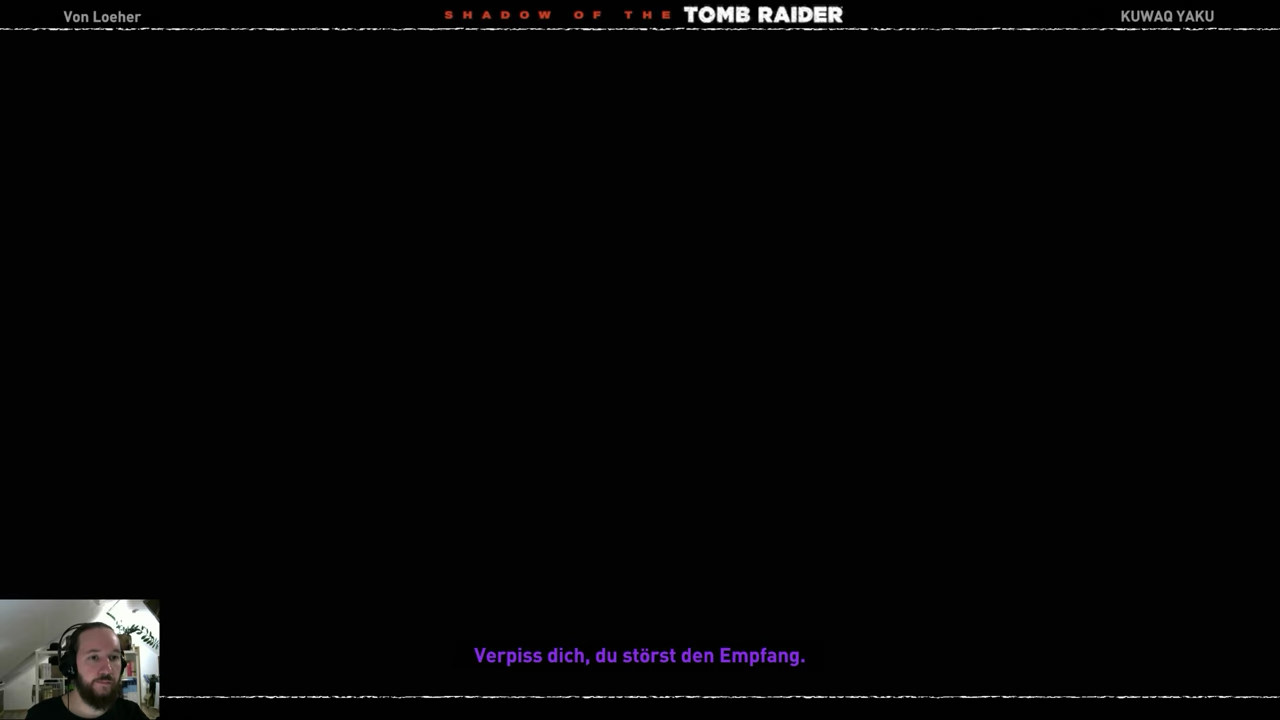 Von Loeher
SHADOW OF THE TOMB RAIDER
KUWAQ YAKU
Verpiss dich, du störst den Empfang.